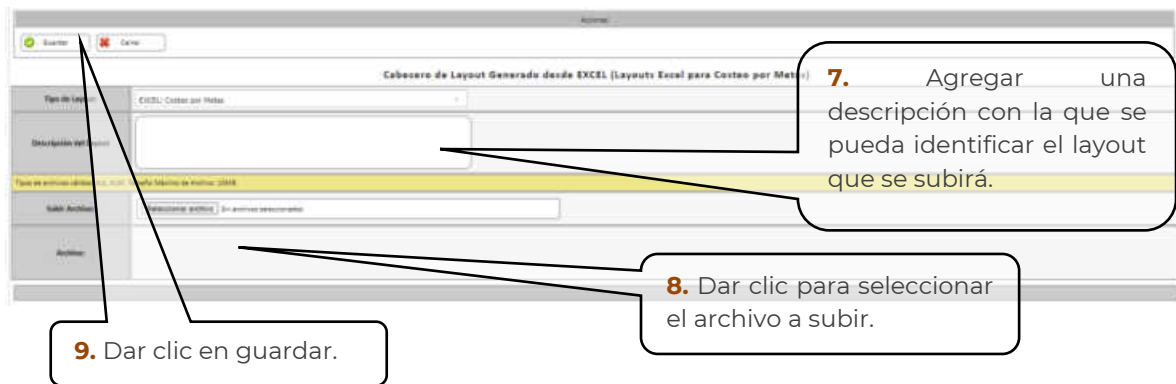 Acciones
Guardar
Cerrar
Cabecero de Layout Generado desde EXCEL (Layouts Excel para Costeo por Metas)
Tipo de Layout
EXCEL: Costeo por Metas
Descripción del Layout
Subir Archivo:
Seleccionar archivo Sin archivos seleccionados
Archivo:
7. Agregar una
descripción con la que se
pueda identificar el layout
que se subirá.
8. Dar clic para seleccionar
el archivo a subir.
9. Dar clic en guardar.